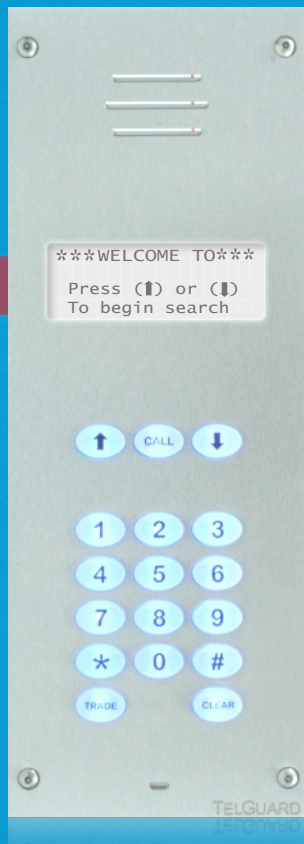 ***WELCOME TO***
Press (⬆) or (⬇)
To begin search
⬆ CALL ⬇
1 2 3
4 5 6
7 8 9
* 0 #
TRADE CLEAR
TELGUARD